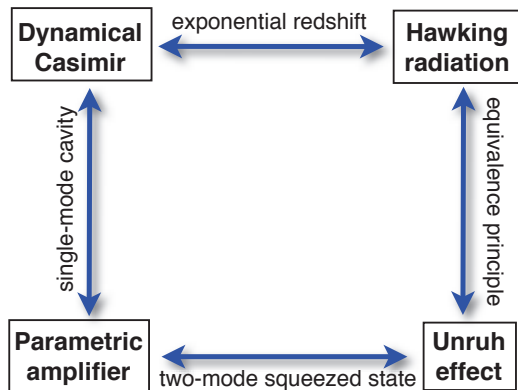 Dynamical
Casimir
exponential redshift
Hawking
radiation
single-mode cavity
equivalence principle
Parametric
amplifier
two-mode squeezed state
Unruh
effect